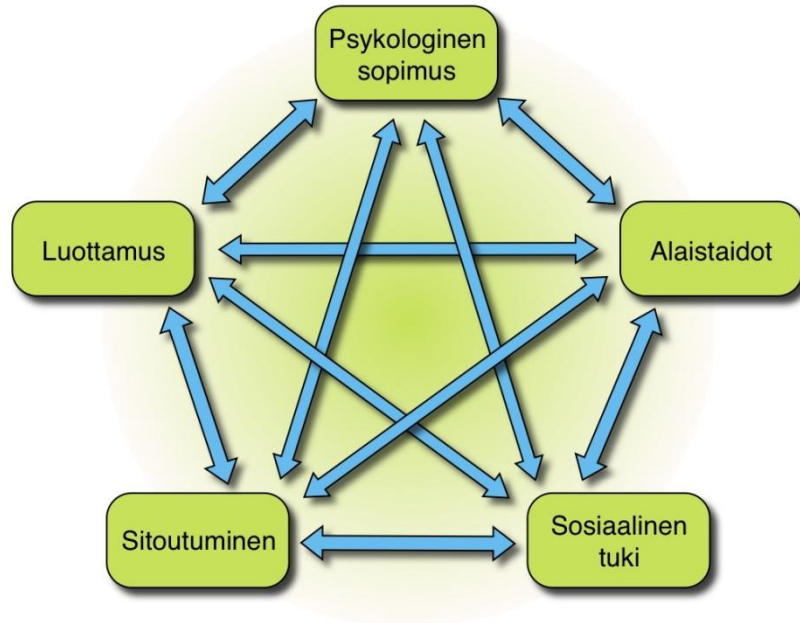 Psykologinen
sopimus
Luottamus
Alaistaidot
Sitoutuminen
Sosiaalinen
tuki